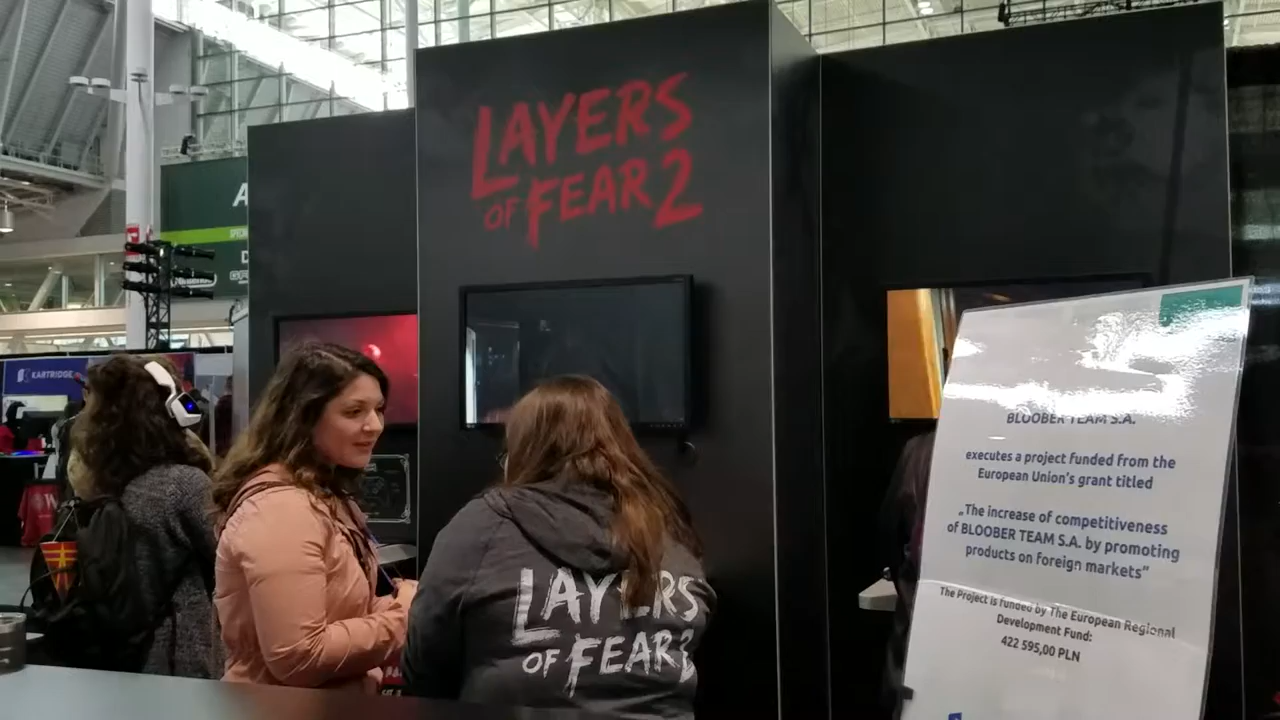 LAYERS
OF FEAR 2
KARTRIDGE
LAYERS
OF FEAR 2
BLOOBER TEAM S.A.
executes a project funded from the
European Union's grant titled
„The increase of competitiveness
of BLOOBER TEAM S.A. by promoting
products on foreign markets”
The Project is funded by The European Regional
Development Fund:
422 595,00 PLN